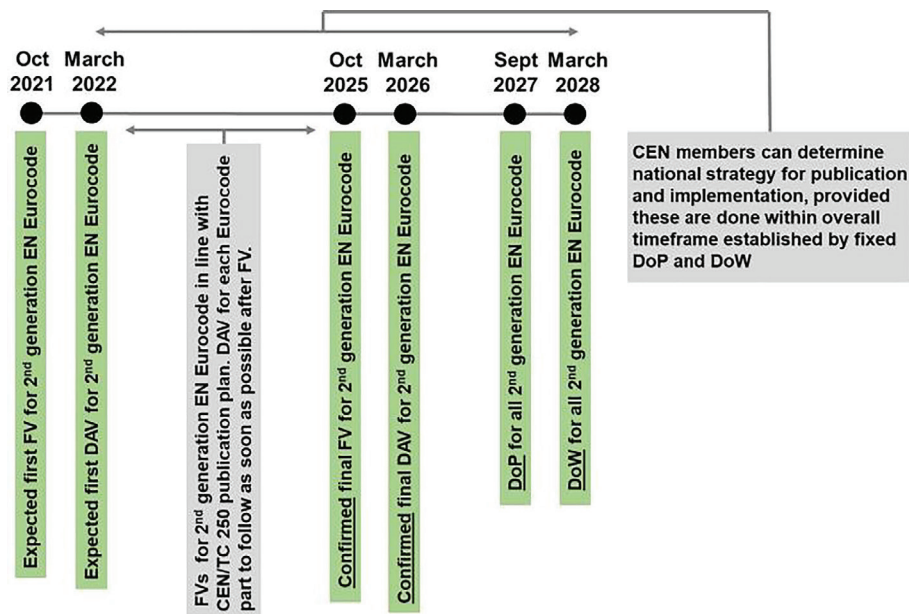 Oct
2021
March
2022
Oct
2025
March
2026
Sept
2027
March
2028
Expected first FV for 2nd generation EN Eurocode
Expected first DAV for 2nd generation EN Eurocode
FVs for 2nd generation EN Eurocode in line with
CEN/TC 250 publication plan. DAV for each Eurocode
part to follow as soon as possible after FV.
Confirmed final FV for 2nd generation EN Eurocode
Confirmed final DAV for 2nd generation EN Eurocode
DoP for all 2nd generation EN Eurocode
DoW for all 2nd generation EN Eurocode
CEN members can determine
national strategy for publication
and implementation, provided
these are done within overall
timeframe established by fixed
DoP and DoW